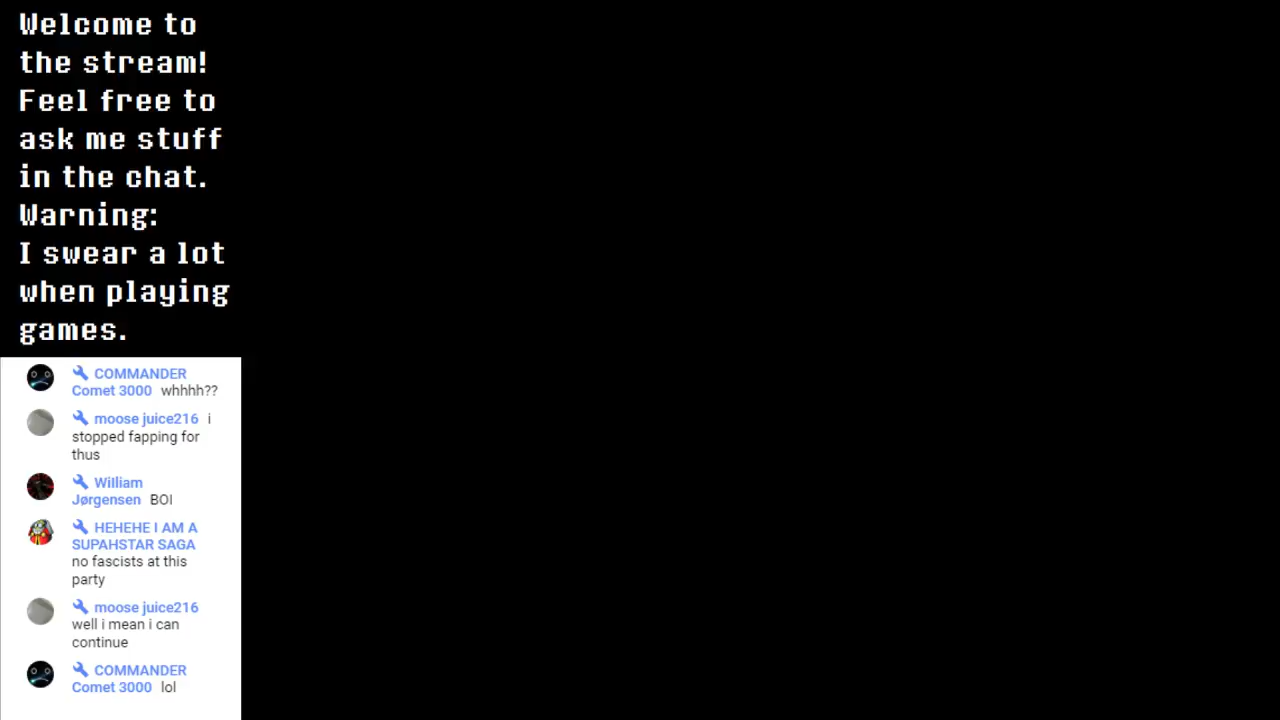 Welcome to
the stream!
Feel free to
ask me stuff
in the chat.
Warning:
I swear a lot
when playing
games.
COMMANDER
Comet 3000 whhhh??
moose juice216 i
stopped fapping for
thus
William
Jørgensen BOI
HEHEHE I AM A
SUPAHSTAR SAGA
no fascists at this
party
moose juice216
well i mean i can
continue
COMMANDER
Comet 3000 lol